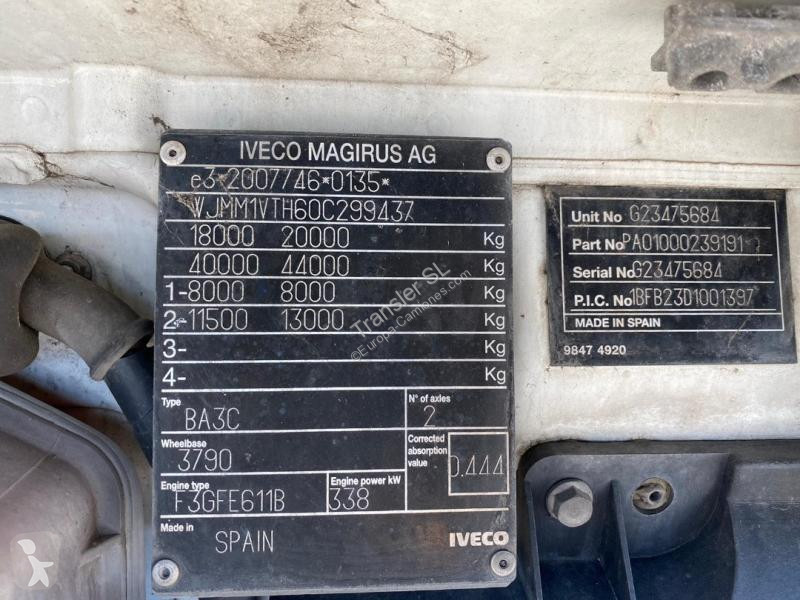 IVECO MAGIRUS AG
e3*2007/46*0135*
WJMM1VTH60C299437
18000 20000 Kg
40000 44000 Kg
1-8000 8000 Kg
2-11500 13000 Kg
3- Kg
4- Kg
Type
BA3C
N° of axles
2
Wheelbase
3790
Corrected
absorption
value
0.444
Engine type
F3GFE611B
Engine power kW
338
Made in
SPAIN
IVECO
Unit No G23475684
Part No PA01000239191
Serial No G23475684
P.I.C. No 1BFB23D1001397
MADE IN SPAIN
9847 4920
Transler SL
©Europa-Camiones.com